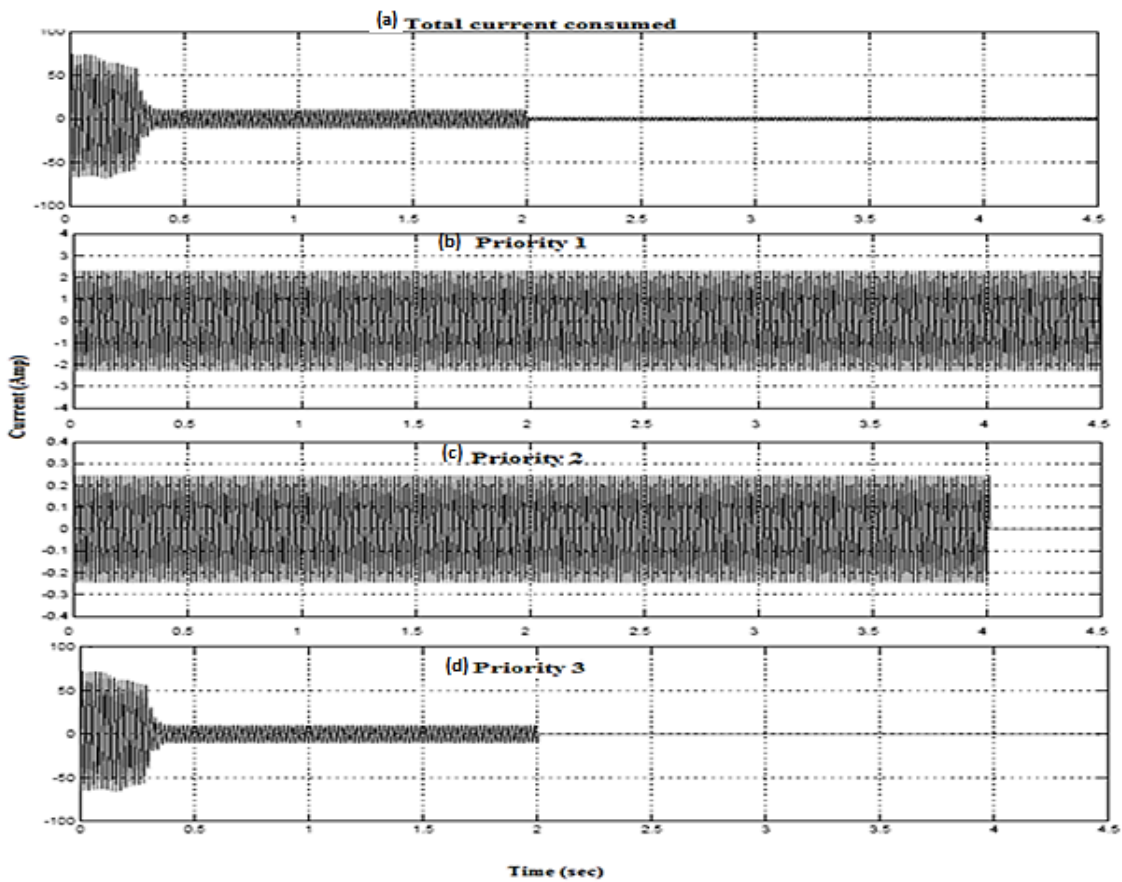 (a) Total current consumed
100
50
0
-50
-100
0 0.5 1 1.5 2 2.5 3 3.5 4 4.5
(b) Priority 1
4
3
2
1
0
-1
-2
-3
-4
0 0.5 1 1.5 2 2.5 3 3.5 4 4.5
Current (Amp)
(c) Priority 2
0.4
0.3
0.2
0.1
0
-0.1
-0.2
-0.3
-0.4
0 0.5 1 1.5 2 2.5 3 3.5 4 4.5
(d) Priority 3
100
50
0
-50
-100
0 0.5 1 1.5 2 2.5 3 3.5 4 4.5
Time (sec)